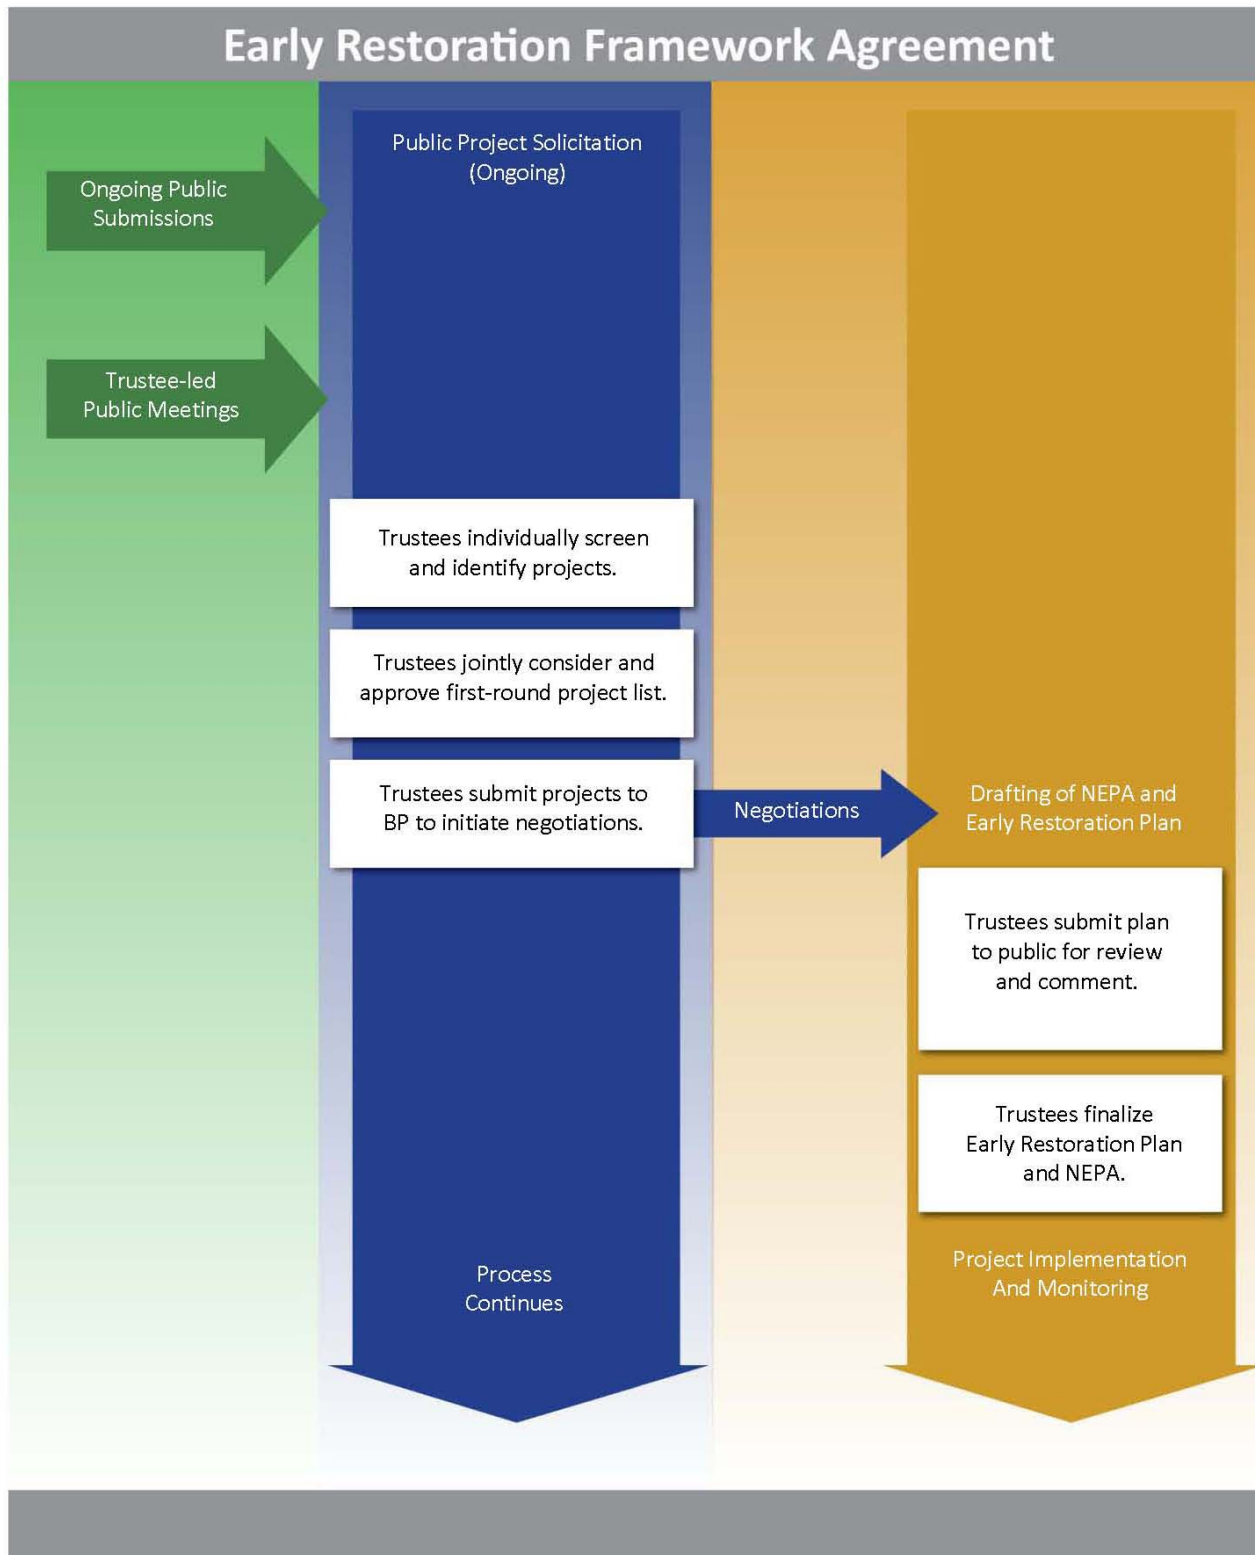 Early Restoration Framework Agreement
Public Project Solicitation
(Ongoing)
Ongoing Public
Submissions
Trustee-led
Public Meetings
Trustees individually screen
and identify projects.
Trustees jointly consider and
approve first-round project list.
Trustees submit projects to
BP to initiate negotiations.
Negotiations
Drafting of NEPA and
Early Restoration Plan
Trustees submit plan
to public for review
and comment.
Trustees finalize
Early Restoration Plan
and NEPA.
Process
Continues
Project Implementation
And Monitoring